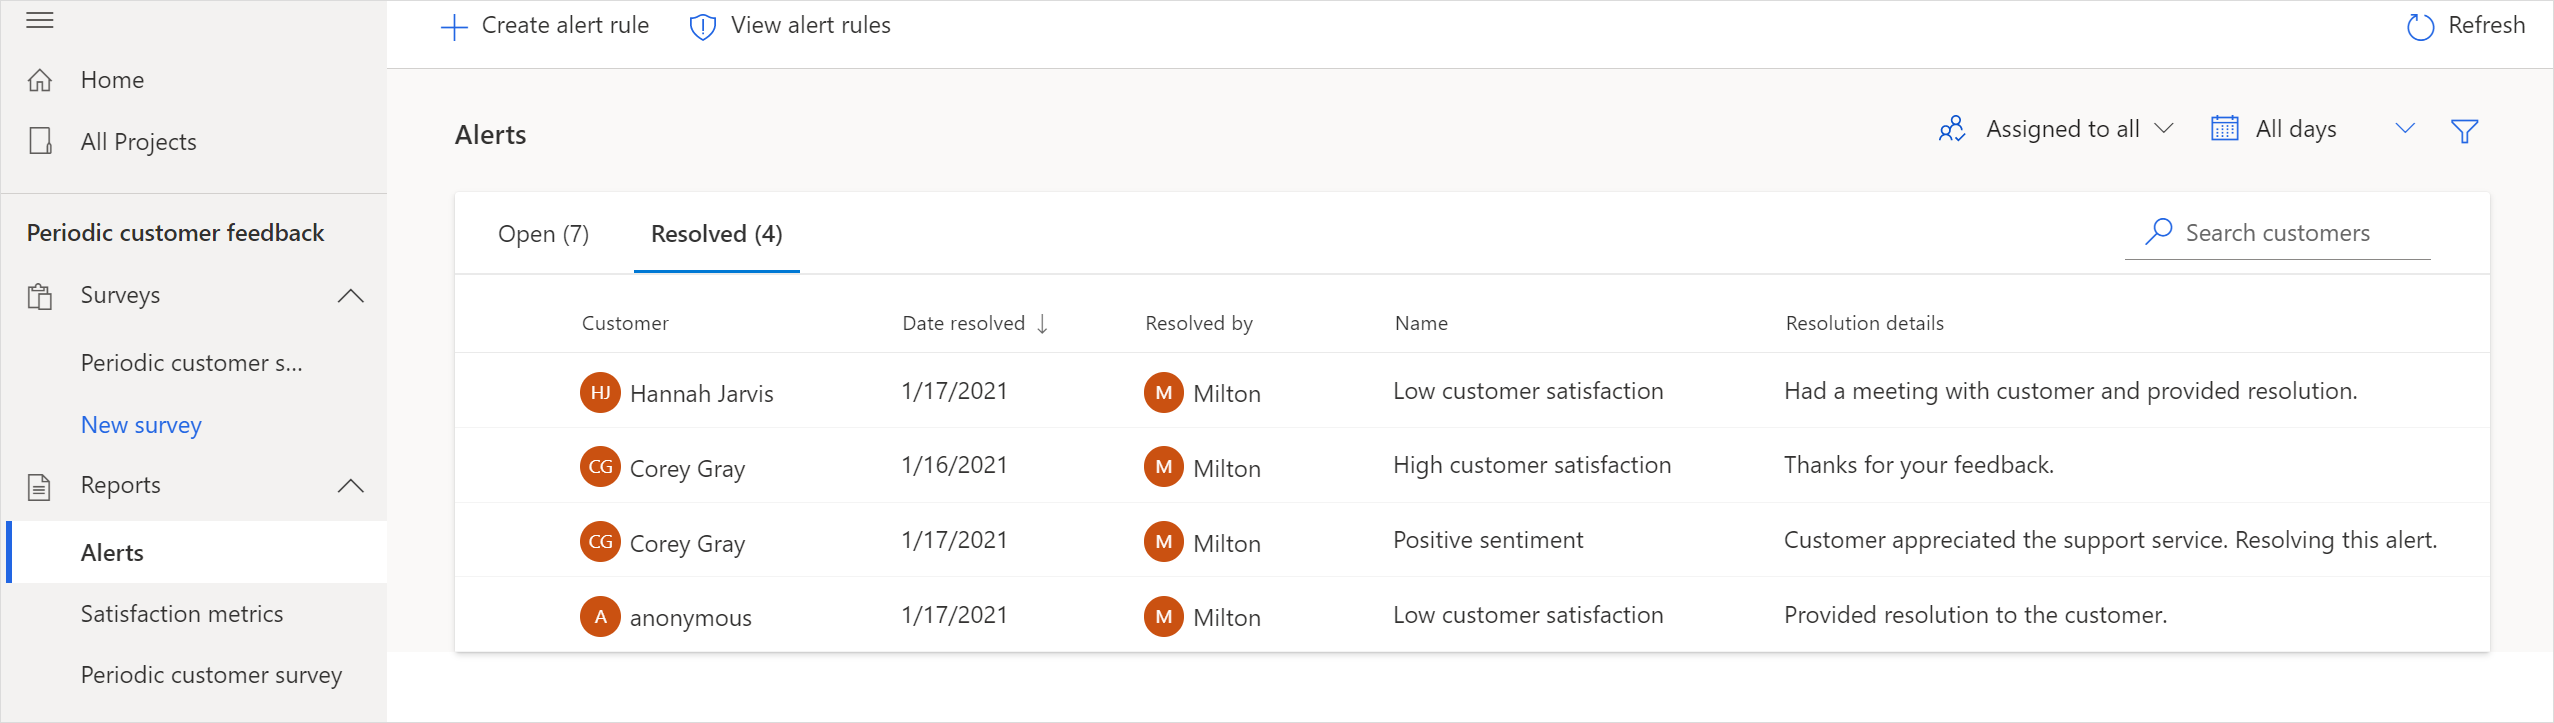 Create alert rule
View alert rules
Refresh
Home
All Projects
Periodic customer feedback
Surveys
Periodic customer s...
New survey
Reports
Alerts
Satisfaction metrics
Periodic customer survey
Alerts
Assigned to all
All days
Open (7)
Resolved (4)
Search customers
Customer Date resolved Resolved by Name Resolution details
HJ Hannah Jarvis 1/17/2021 M Milton Low customer satisfaction Had a meeting with customer and provided resolution.
CG Corey Gray 1/16/2021 M Milton High customer satisfaction Thanks for your feedback.
CG Corey Gray 1/17/2021 M Milton Positive sentiment Customer appreciated the support service. Resolving this alert.
A anonymous 1/17/2021 M Milton Low customer satisfaction Provided resolution to the customer.